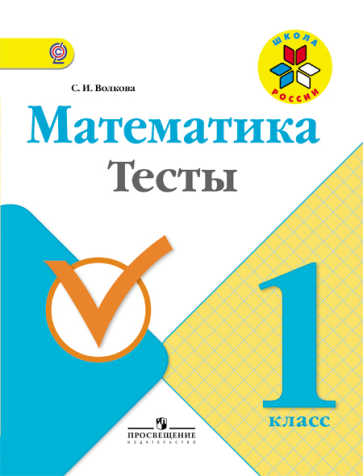 ШКОЛА
РОССИИ
С. И. Волкова
Математика
Тесты
1
класс
ПРОСВЕЩЕНИЕ
ИЗДАТЕЛЬСТВО